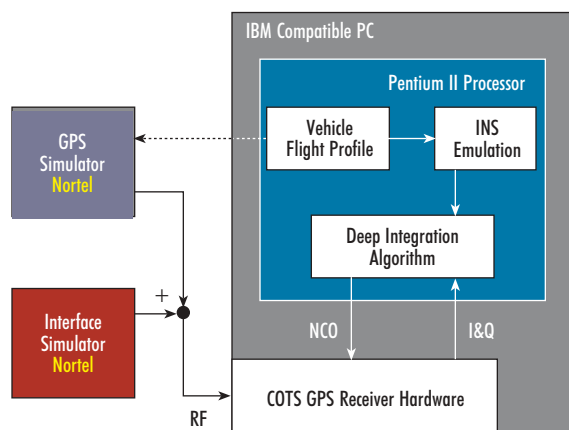 IBM Compatible PC
Pentium II Processor
Vehicle
Flight Profile
INS
Emulation
GPS
Simulator
Nortel
Deep Integration
Algorithm
+
Interface
Simulator
Nortel
NCO
I&Q
RF
COTS GPS Receiver Hardware